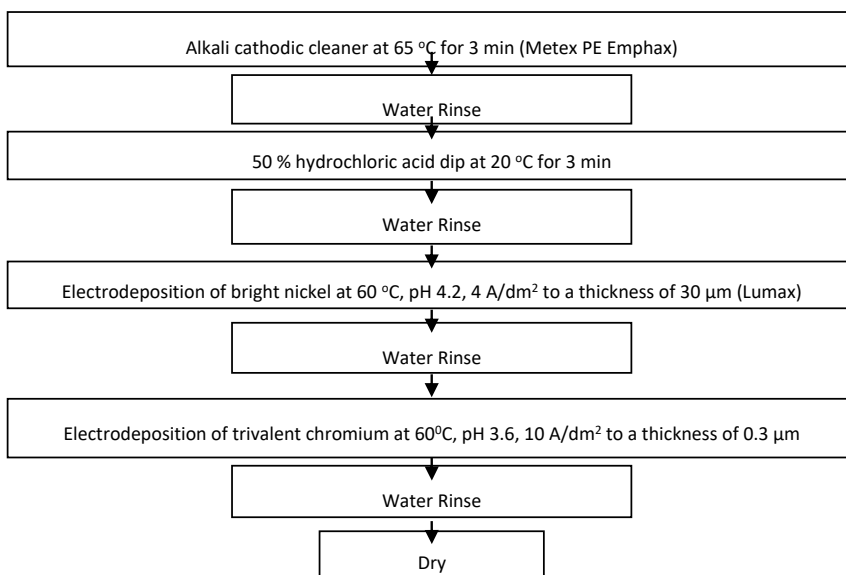 Alkali cathodic cleaner at 65 °C for 3 min (Metex PE Emphax)
Water Rinse
50 % hydrochloric acid dip at 20 °C for 3 min
Water Rinse
Electrodeposition of bright nickel at 60 °C, pH 4.2, 4 A/dm² to a thickness of 30 µm (Lumax)
Water Rinse
Electrodeposition of trivalent chromium at 60⁰C, pH 3.6, 10 A/dm² to a thickness of 0.3 µm
Water Rinse
Dry